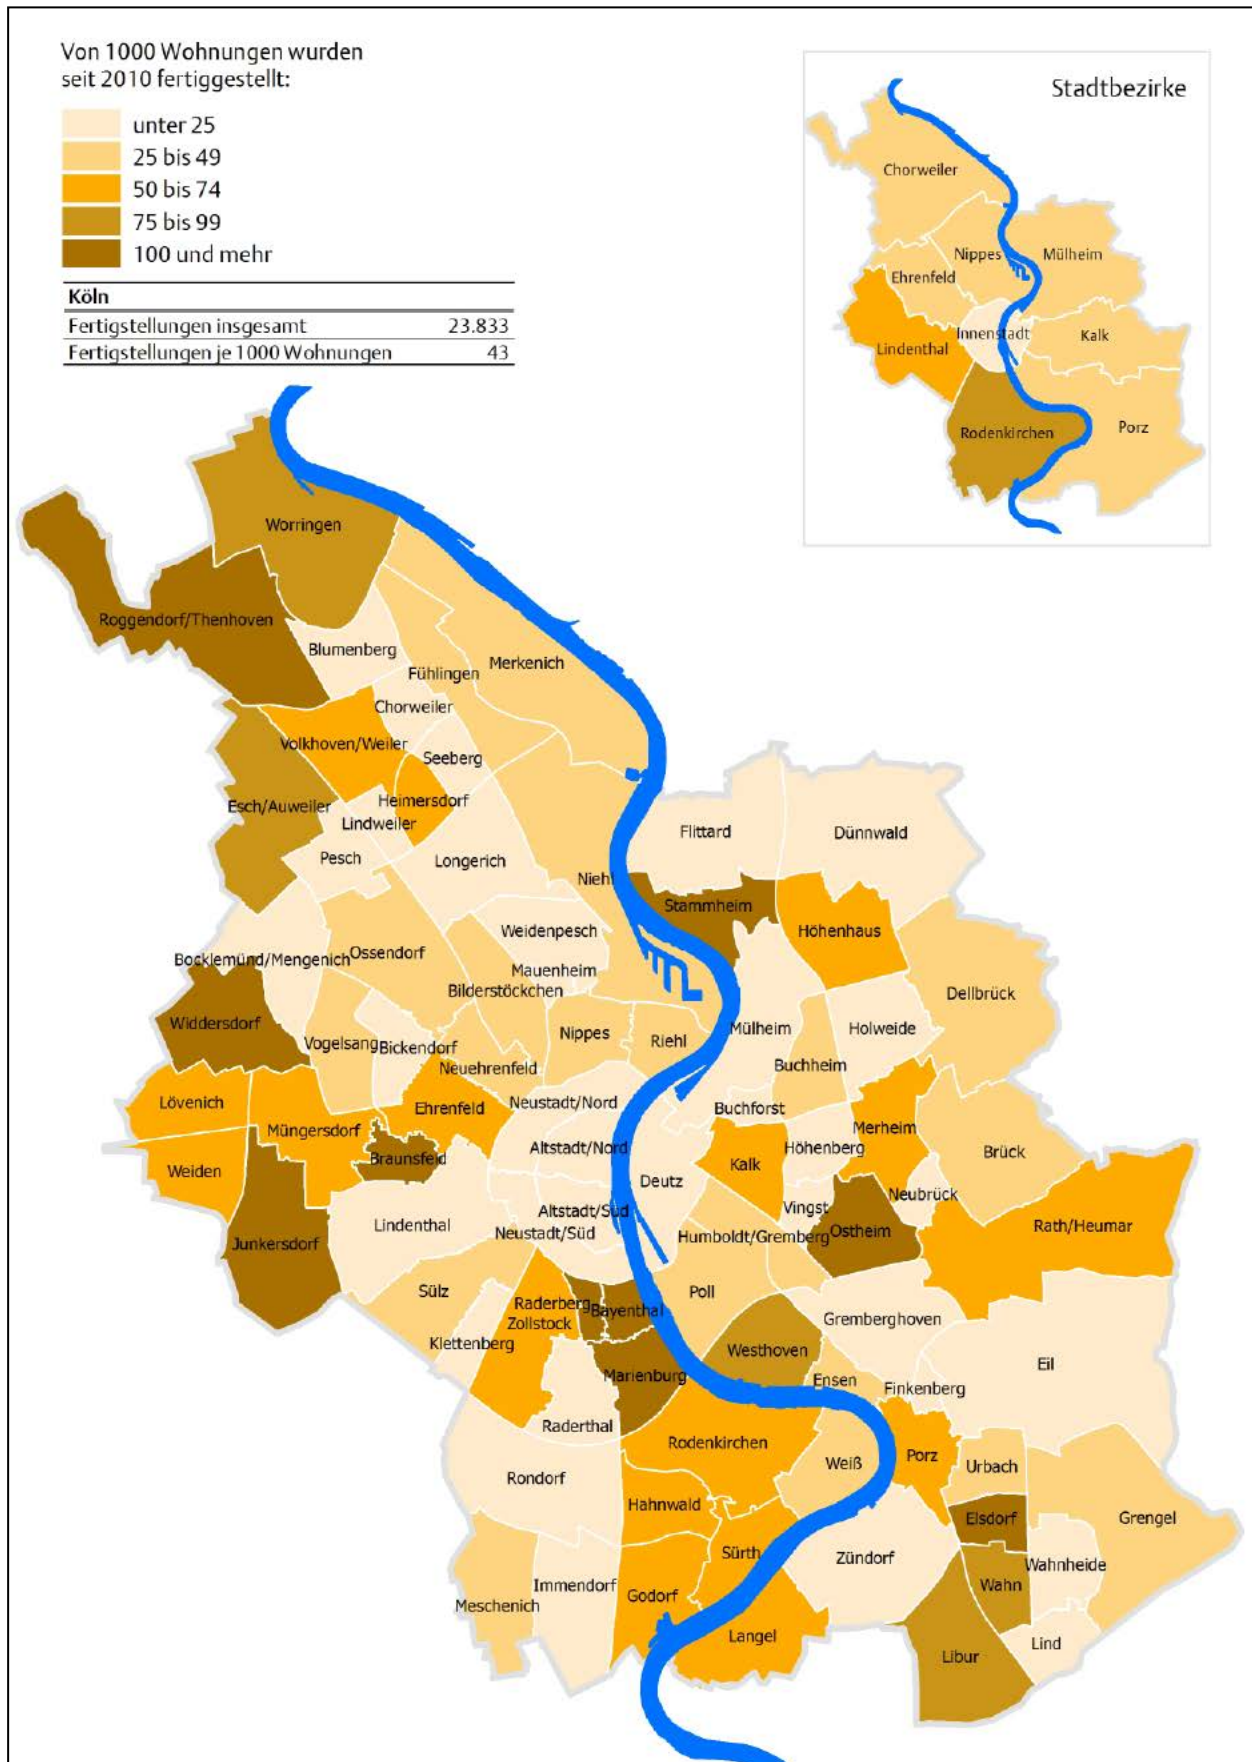 Von 1000 Wohnungen wurden
seit 2010 fertiggestellt:
unter 25
25 bis 49
50 bis 74
75 bis 99
100 und mehr
Köln
Fertigstellungen insgesamt 23.833
Fertigstellungen je 1000 Wohnungen 43
Stadtbezirke
Chorweiler
Nippes
Mülheim
Ehrenfeld
Innenstadt
Kalk
Lindenthal
Rodenkirchen
Porz
Worringen
Roggendorf/Thenhoven
Blumenberg
Merkenich
Fühlingen
Chorweiler
Volkhoven/Weiler
Seeberg
Esch/Auweiler
Heimersdorf
Lindweiler
Flittard
Dünnwald
Pesch
Longerich
Niehl
Stammheim
Höhenhaus
Weidenpesch
Ossendorf
Bocklemünd/Mengenich
Mauenheim
Bilderstöckchen
Dellbrück
Widdersdorf
Mülheim
Holweide
Nippes
Riehl
Vogelsang
Bickendorf
Buchheim
Neuehrenfeld
Lövenich
Ehrenfeld
Neustadt/Nord
Buchforst
Müngersdorf
Merheim
Altstadt/Nord
Höhenberg
Brück
Braunsfeld
Kalk
Weiden
Deutz
Neubrück
Vingst
Altstadt/Süd
Lindenthal
Rath/Heumar
Neustadt/Süd
Humboldt/Gremberg
Ostheim
Junkersdorf
Sülz
Poll
Raderberg
Bayenthal
Zollstock
Gremberghoven
Klettenberg
Westhoven
Eil
Marienburg
Ensen
Finkenberg
Raderthal
Rodenkirchen
Porz
Weiß
Urbach
Rondorf
Hahnwald
Elsdorf
Grengel
Sürth
Zündorf
Wahnheide
Immendorf
Wahn
Godorf
Meschenich
Langel
Lind
Libur